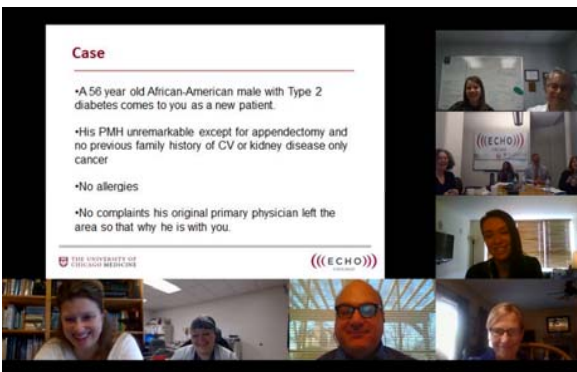 Case
•A 56 year old African-American male with Type 2
diabetes comes to you as a new patient.
•His PMH unremarkable except for appendectomy and
no previous family history of CV or kidney disease only
cancer
•No allergies
•No complaints his original primary physician left the
area so that why he is with you.
THE UNIVERSITY OF
CHICAGO MEDICINE
(((ECHO)))
(((ECHO)))